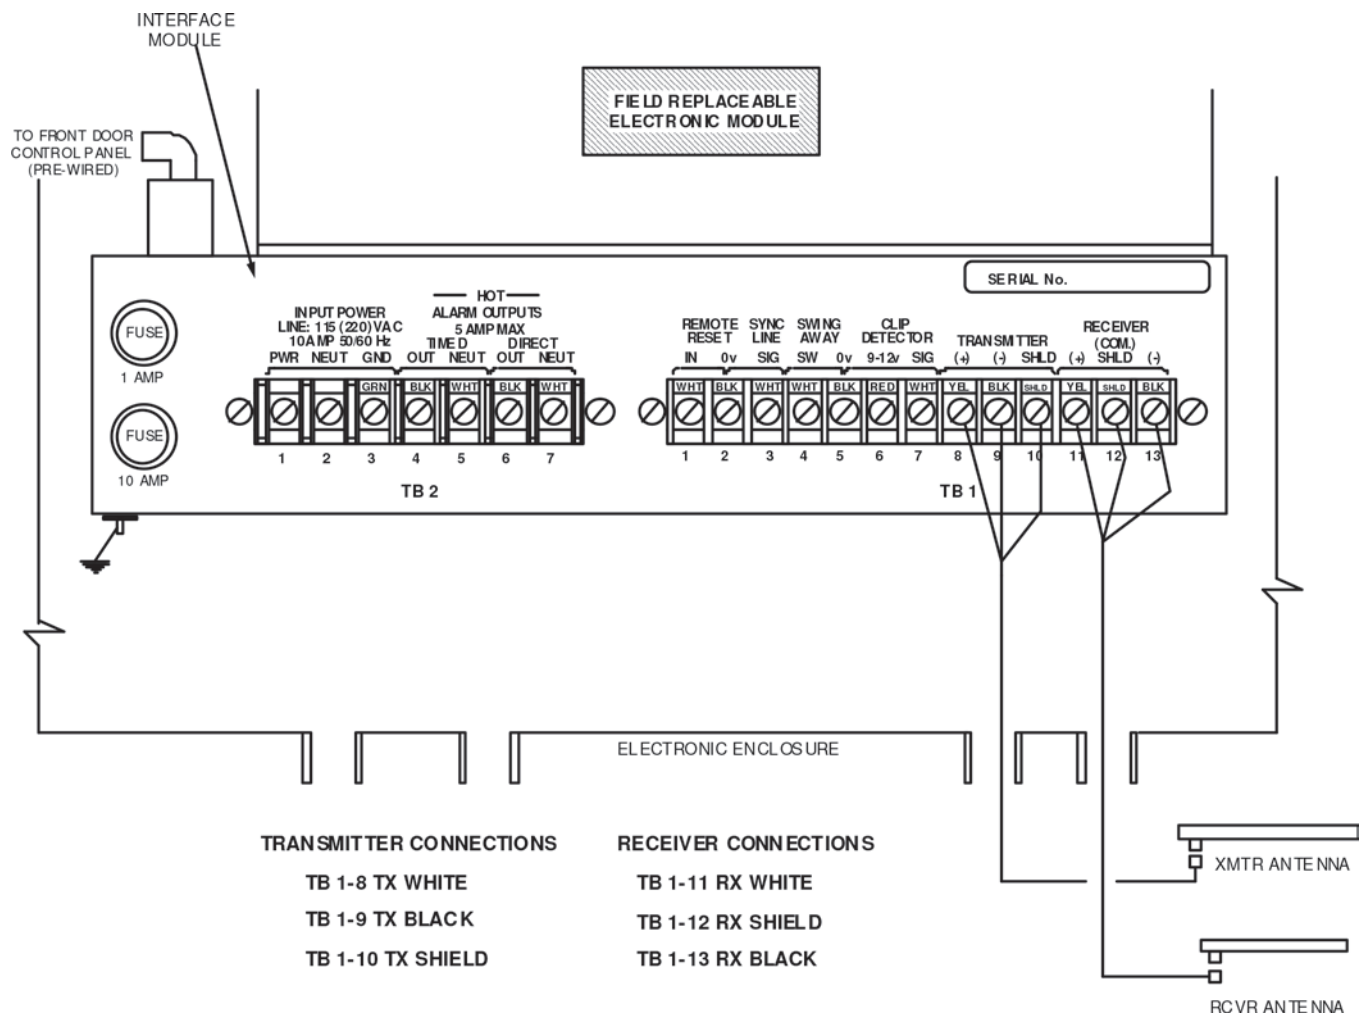 INTERFACE
MODULE
FIELD REPLACEABLE
ELECTRONIC MODULE
TO FRONT DOOR
CONTROL PANEL
(PRE-WIRED)
SERIAL No.
FUSE
1 AMP
FUSE
10 AMP
INPUT POWER
LINE: 115 (220) VAC
10 AMP 50/60 Hz
PWR NEUT GND
HOT
ALARM OUTPUTS
5 AMP MAX
TIMED DIRECT
OUT NEUT OUT NEUT
GRN BLK WHT BLK WHT
1 2 3 4 5 6 7
TB 2
REMOTE
RESET
IN 0v
SYNC
LINE
SIG
SWING
AWAY
SW 0v
CLIP
DETECTOR
9-12v SIG
TRANSMITTER
(+) (-) SHLD
RECEIVER
(COM.)
(+) SHLD (-)
WHT BLK WHT WHT BLK RED WHT YEL BLK SHLD YEL SHLD BLK
1 2 3 4 5 6 7 8 9 10 11 12 13
TB 1
ELECTRONIC ENCLOSURE
TRANSMITTER CONNECTIONS
TB 1-8 TX WHITE
TB 1-9 TX BLACK
TB 1-10 TX SHIELD
RECEIVER CONNECTIONS
TB 1-11 RX WHITE
TB 1-12 RX SHIELD
TB 1-13 RX BLACK
XMTR ANTENNA
RCVR ANTENNA